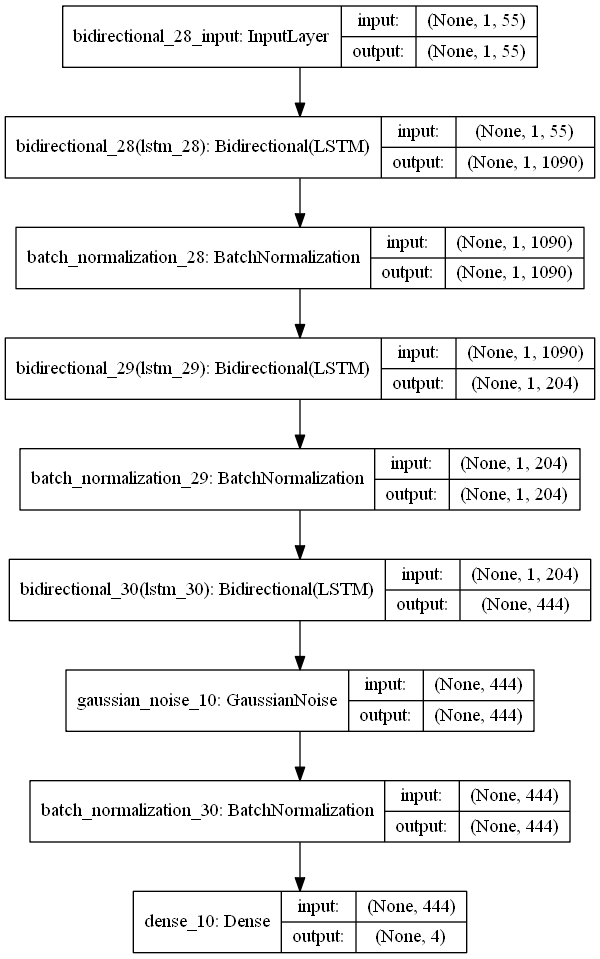 bidirectional_28_input: InputLayer
input: (None, 1, 55)
output: (None, 1, 55)
bidirectional_28(lstm_28): Bidirectional(LSTM)
input: (None, 1, 55)
output: (None, 1, 1090)
batch_normalization_28: BatchNormalization
input: (None, 1, 1090)
output: (None, 1, 1090)
bidirectional_29(lstm_29): Bidirectional(LSTM)
input: (None, 1, 1090)
output: (None, 1, 204)
batch_normalization_29: BatchNormalization
input: (None, 1, 204)
output: (None, 1, 204)
bidirectional_30(lstm_30): Bidirectional(LSTM)
input: (None, 1, 204)
output: (None, 444)
gaussian_noise_10: GaussianNoise
input: (None, 444)
output: (None, 444)
batch_normalization_30: BatchNormalization
input: (None, 444)
output: (None, 444)
dense_10: Dense
input: (None, 444)
output: (None, 4)